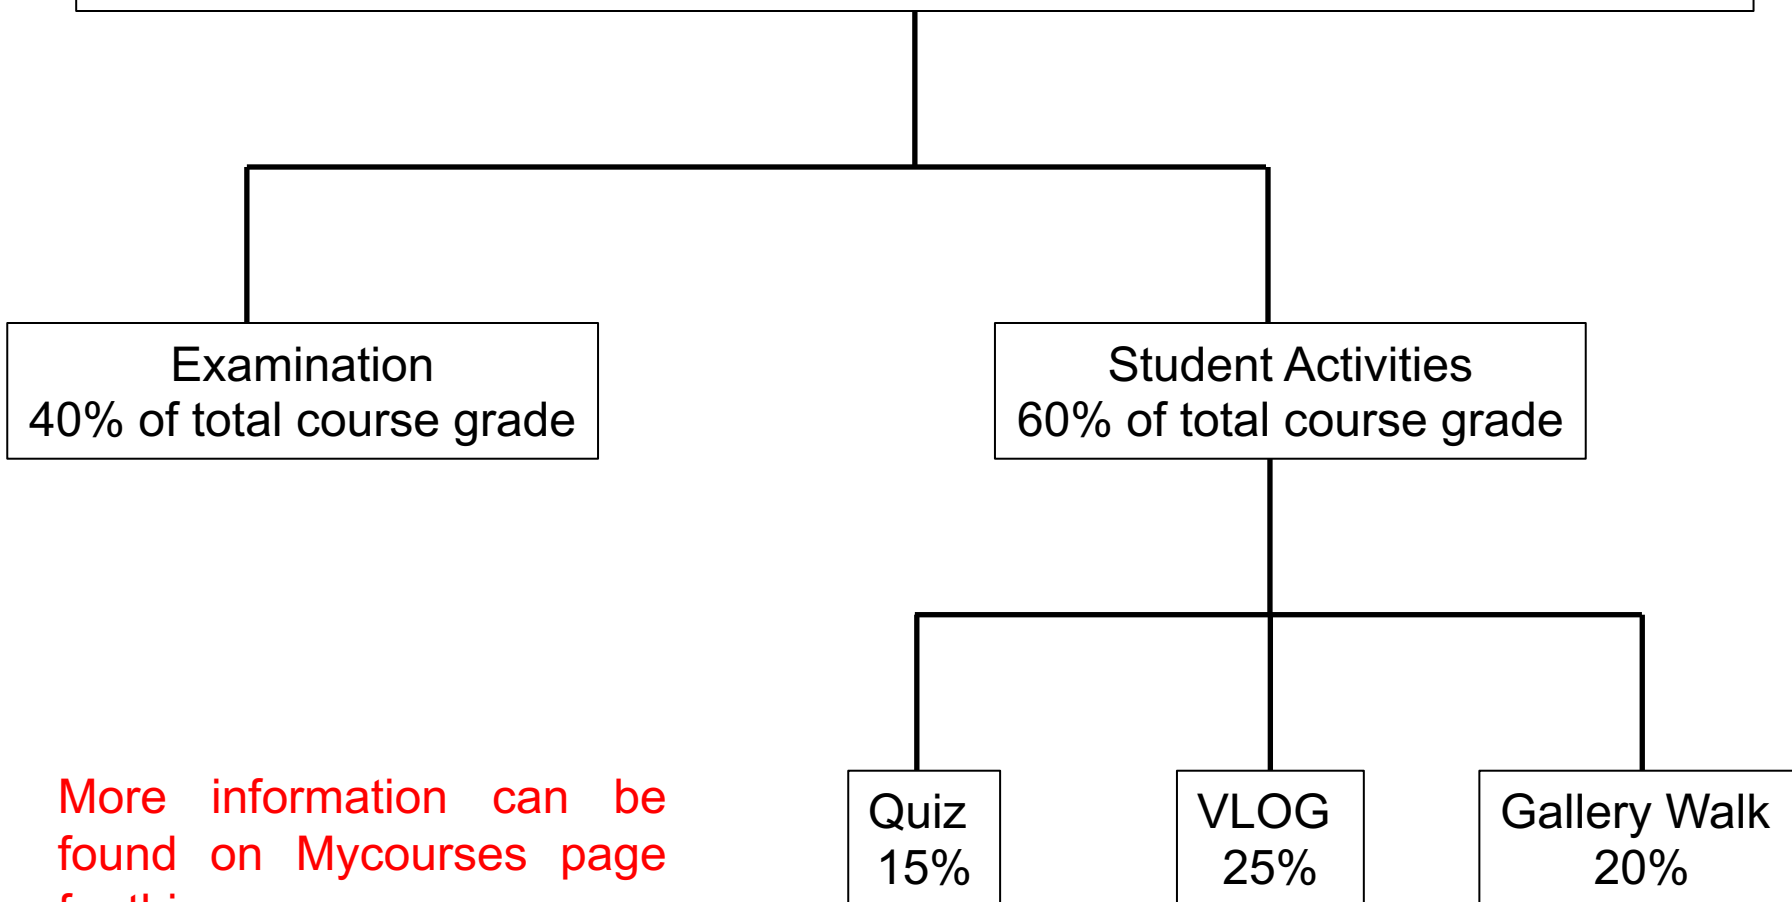 Examination
40% of total course grade
Student Activities
60% of total course grade
More information can be
found on Mycourses page
Quiz
15%
VLOG
25%
Gallery Walk
20%